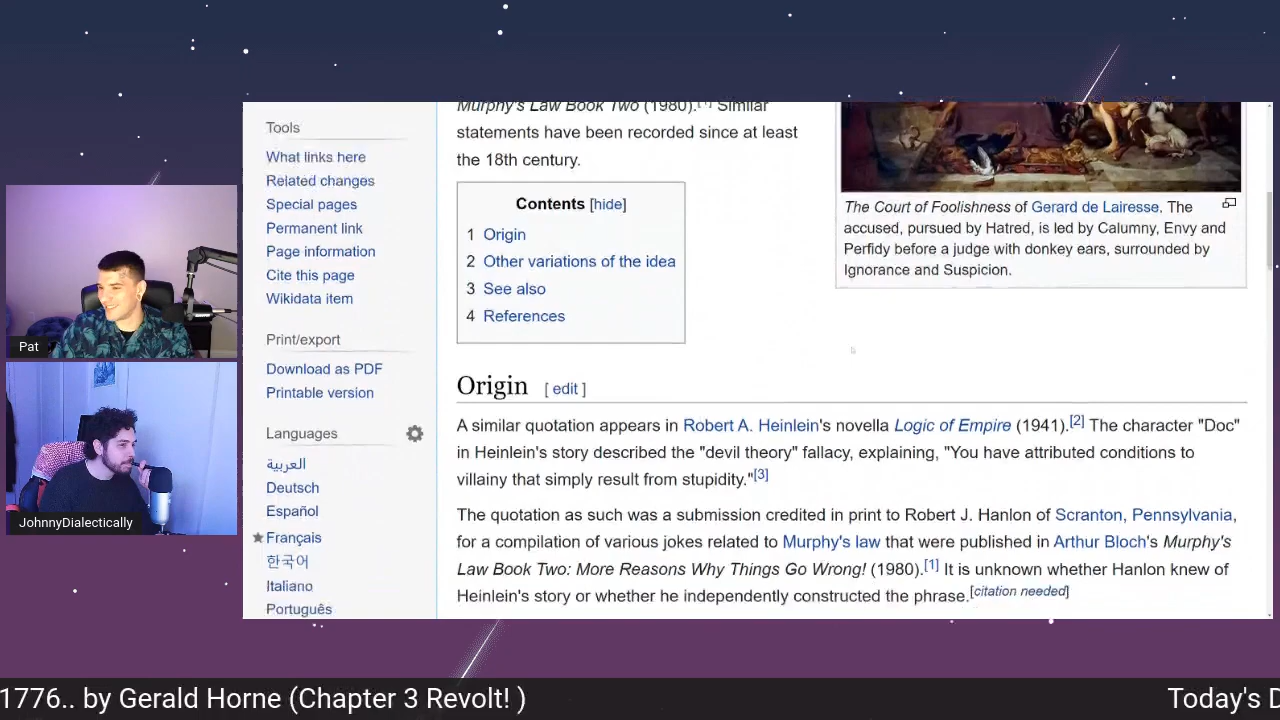 Murphy's Law Book Two (1980).[1] Similar
statements have been recorded since at least
the 18th century.
Contents [hide]
1 Origin
2 Other variations of the idea
3 See also
4 References
The Court of Foolishness of Gerard de Lairesse. The
accused, pursued by Hatred, is led by Calumny, Envy and
Perfidy before a judge with donkey ears, surrounded by
Ignorance and Suspicion.
Origin [ edit ]
A similar quotation appears in Robert A. Heinlein's novella Logic of Empire (1941).[2] The character "Doc"
in Heinlein's story described the "devil theory" fallacy, explaining, "You have attributed conditions to
villainy that simply result from stupidity."[3]
The quotation as such was a submission credited in print to Robert J. Hanlon of Scranton, Pennsylvania,
for a compilation of various jokes related to Murphy's law that were published in Arthur Bloch's Murphy's
Law Book Two: More Reasons Why Things Go Wrong! (1980).[1] It is unknown whether Hanlon knew of
Heinlein's story or whether he independently constructed the phrase.[citation needed]
Tools
What links here
Related changes
Special pages
Permanent link
Page information
Cite this page
Wikidata item
Print/export
Download as PDF
Printable version
Languages
العربية
Deutsch
Español
Français
한국어
Italiano
Português
Pat
JohnnyDialectically
1776.. by Gerald Horne (Chapter 3 Revolt! )
Today's D